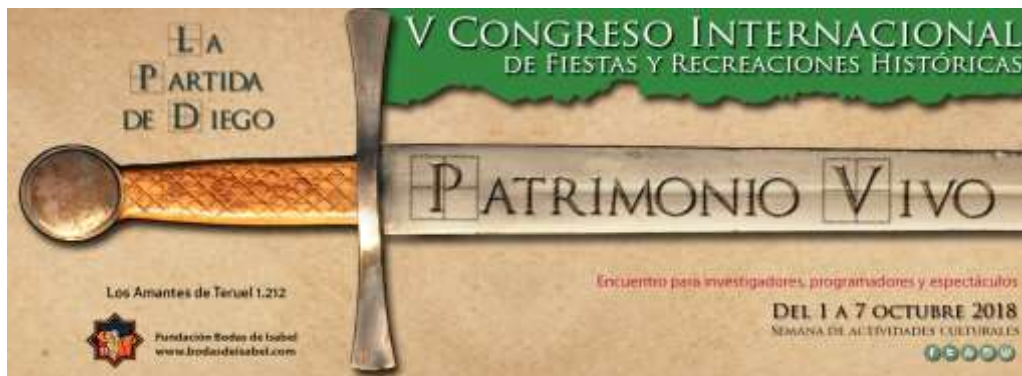 LA
PARTIDA
DE DIEGO
V CONGRESO INTERNACIONAL
DE FIESTAS Y RECREACIONES HISTÓRICAS
PATRIMONIO VIVO
Encuentro para investigadores, programadores y espectáculos
Los Amantes de Teruel 1.212
DEL 1 A 7 OCTUBRE 2018
SEMANA DE ACTIVIDADES CULTURALES
Fundación Bodas de Isabel
www.bodasdeisabel.com